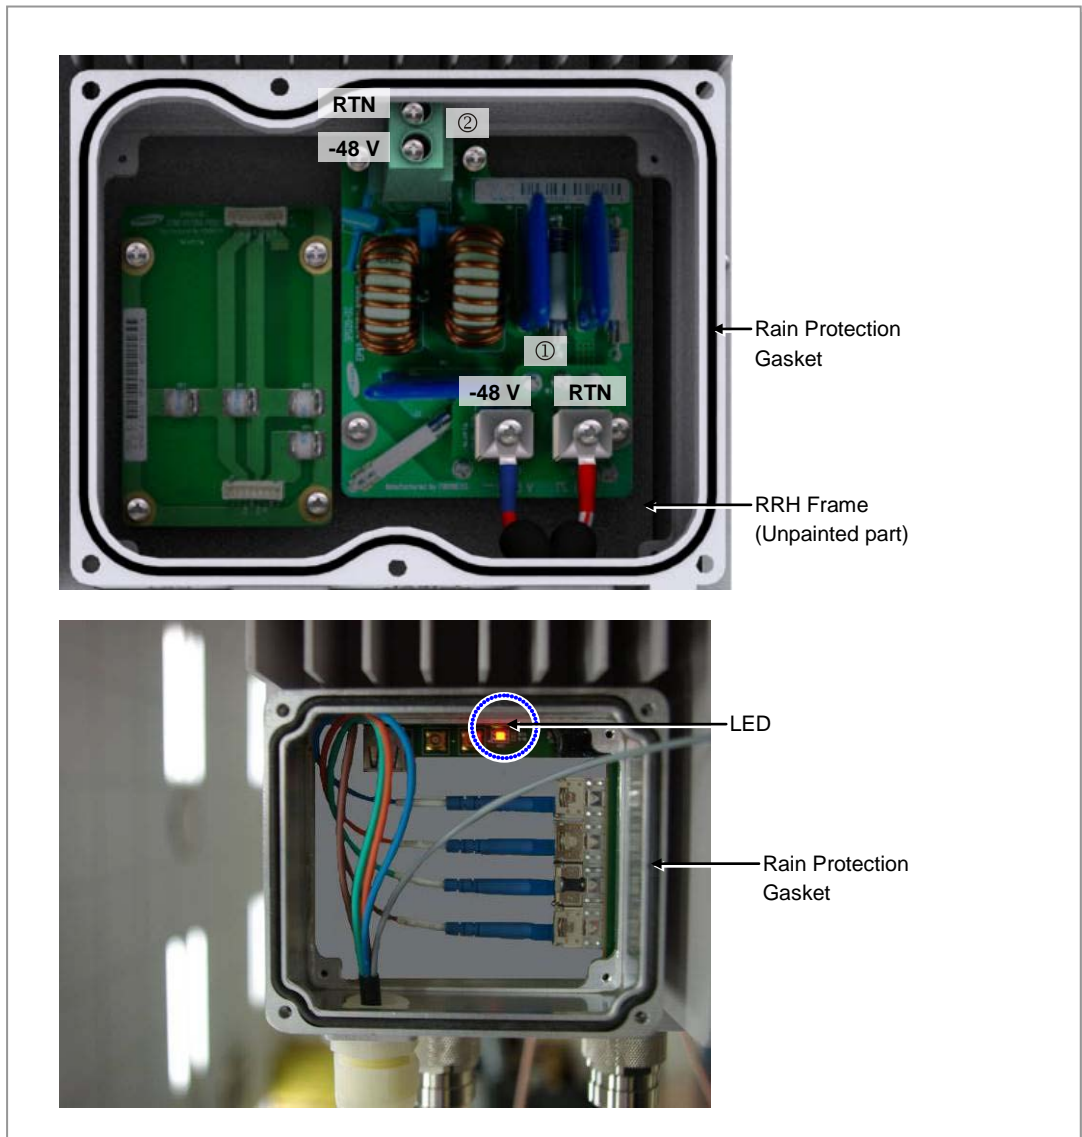 RTN
②
-48 V
①
-48 V
RTN
Rain Protection
Gasket
RRH Frame
(Unpainted part)
LED
Rain Protection
Gasket